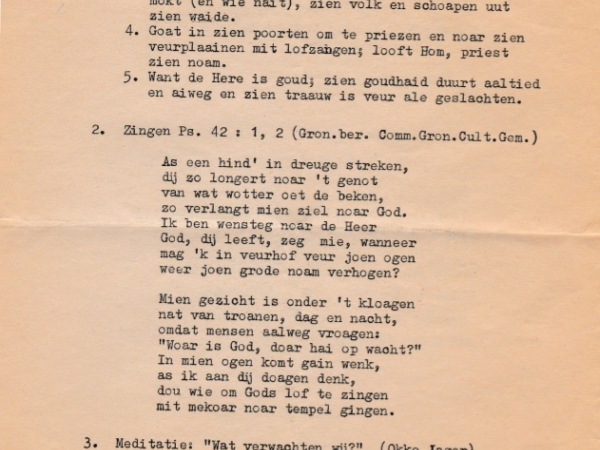 mokt (en wie nait), zien volk en schoapen uut
zien waide.
4. Goat in zien poorten om te priezen en noar zien
veurplaainen mit lofzangen; looft Hom, priest
zien noam.
5. Want de Here is goud; zien goudhaid duurt aaltied
en aiweg en zien traauw is veur ale geslachten.
2. Zingen Ps. 42 : 1, 2 (Gron.ber. Comm.Gron.Cult.Gem.)
As een hind' in dreuge streken,
dij zo longert noar 't genot
van wat wotter oet de beken,
zo verlangt mien ziel noar God.
Ik ben wensteg noar de Heer
God, dij leeft, zeg mie, wanneer
mag 'k in veurhof veur joen ogen
weer joen grode noam verhogen?
Mien gezicht is onder 't kloagen
nat van troanen, dag en nacht,
omdat mensen aalweg vroagen:
"Woar is God, doar hai op wacht?"
In mien ogen komt gain wenk,
as ik aan dij doagen denk,
dou wie om Gods lof te zingen
mit mekoar noar tempel gingen.
3. Meditatie: "Wat verwachten wij?" (Okke Jager)